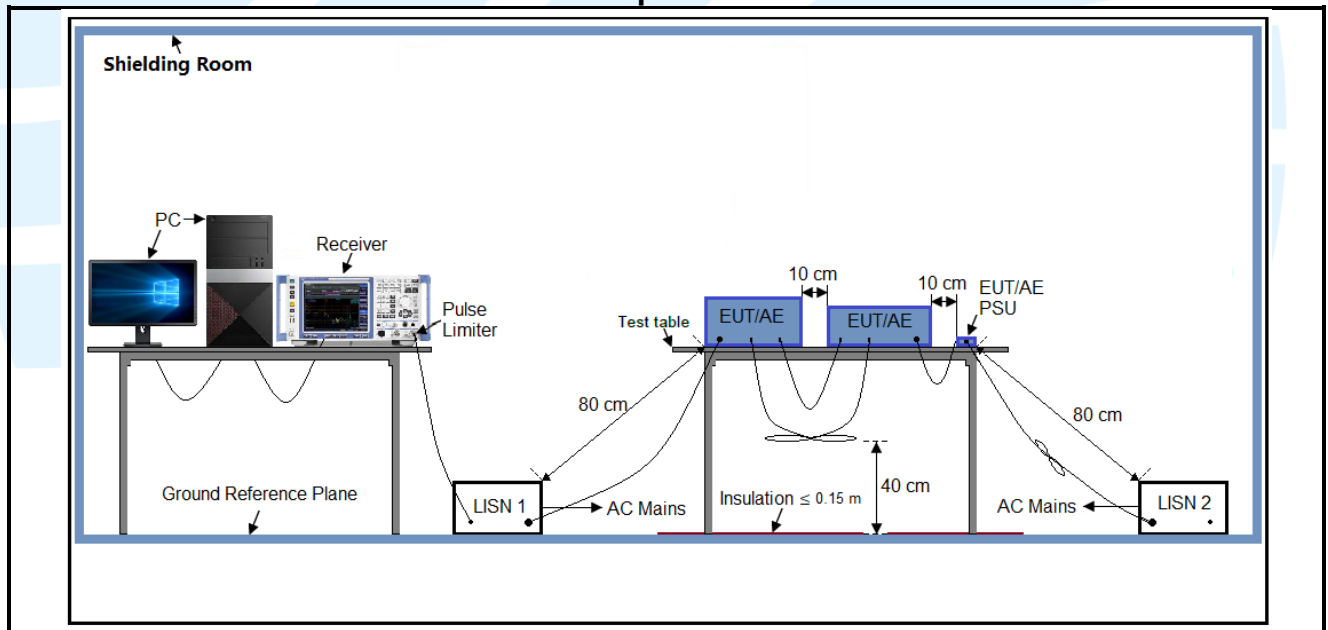 Shielding Room
PC
Receiver
Pulse
Limiter
10 cm
10 cm
EUT/AE
PSU
Test table
EUT/AE
EUT/AE
80 cm
80 cm
40 cm
Ground Reference Plane
LISN 1
AC Mains
Insulation ≤ 0.15 m
AC Mains
LISN 2